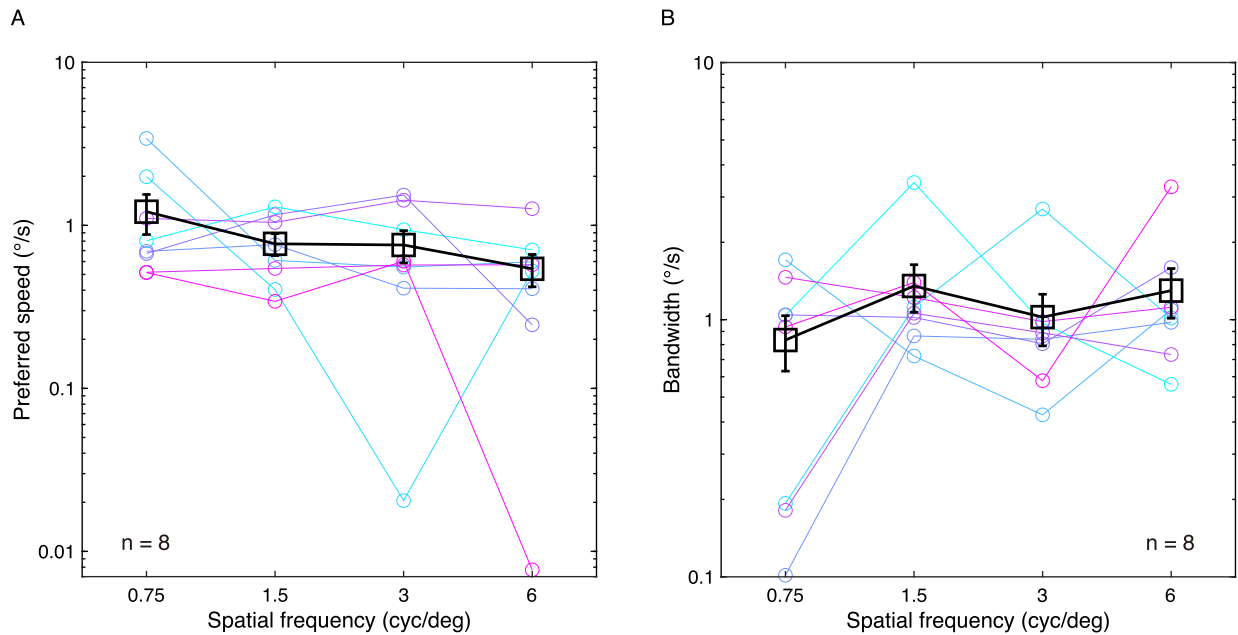 A
B
10
1
0.1
0.01
Preferred speed (°/s)
n = 8
0.75
1.5
3
6
Spatial frequency (cyc/deg)
10
1
0.1
Bandwidth (°/s)
n = 8
0.75
1.5
3
6
Spatial frequency (cyc/deg)